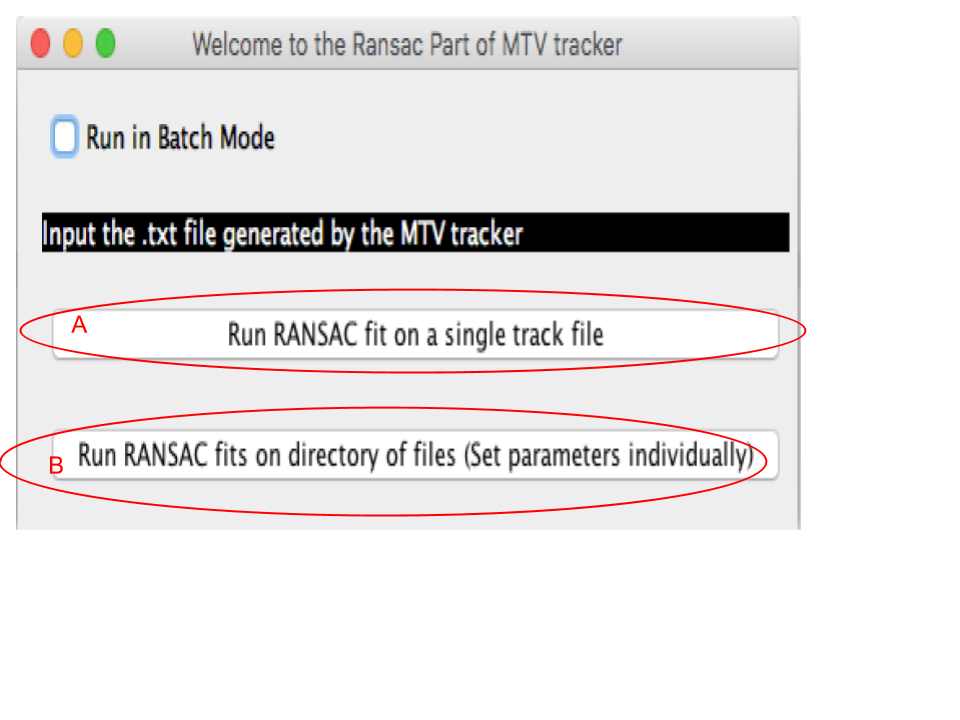 Welcome to the Ransac Part of MTV tracker
Run in Batch Mode
Input the .txt file generated by the MTV tracker
A
Run RANSAC fit on a single track file
B
Run RANSAC fits on directory of files (Set parameters individually)